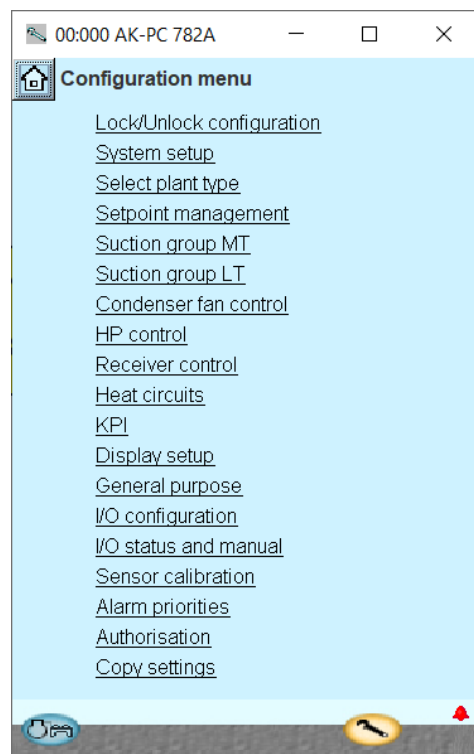 00:000 AK-PC 782A
Configuration menu
Lock/Unlock configuration
System setup
Select plant type
Setpoint management
Suction group MT
Suction group LT
Condenser fan control
HP control
Receiver control
Heat circuits
KPI
Display setup
General purpose
I/O configuration
I/O status and manual
Sensor calibration
Alarm priorities
Authorisation
Copy settings